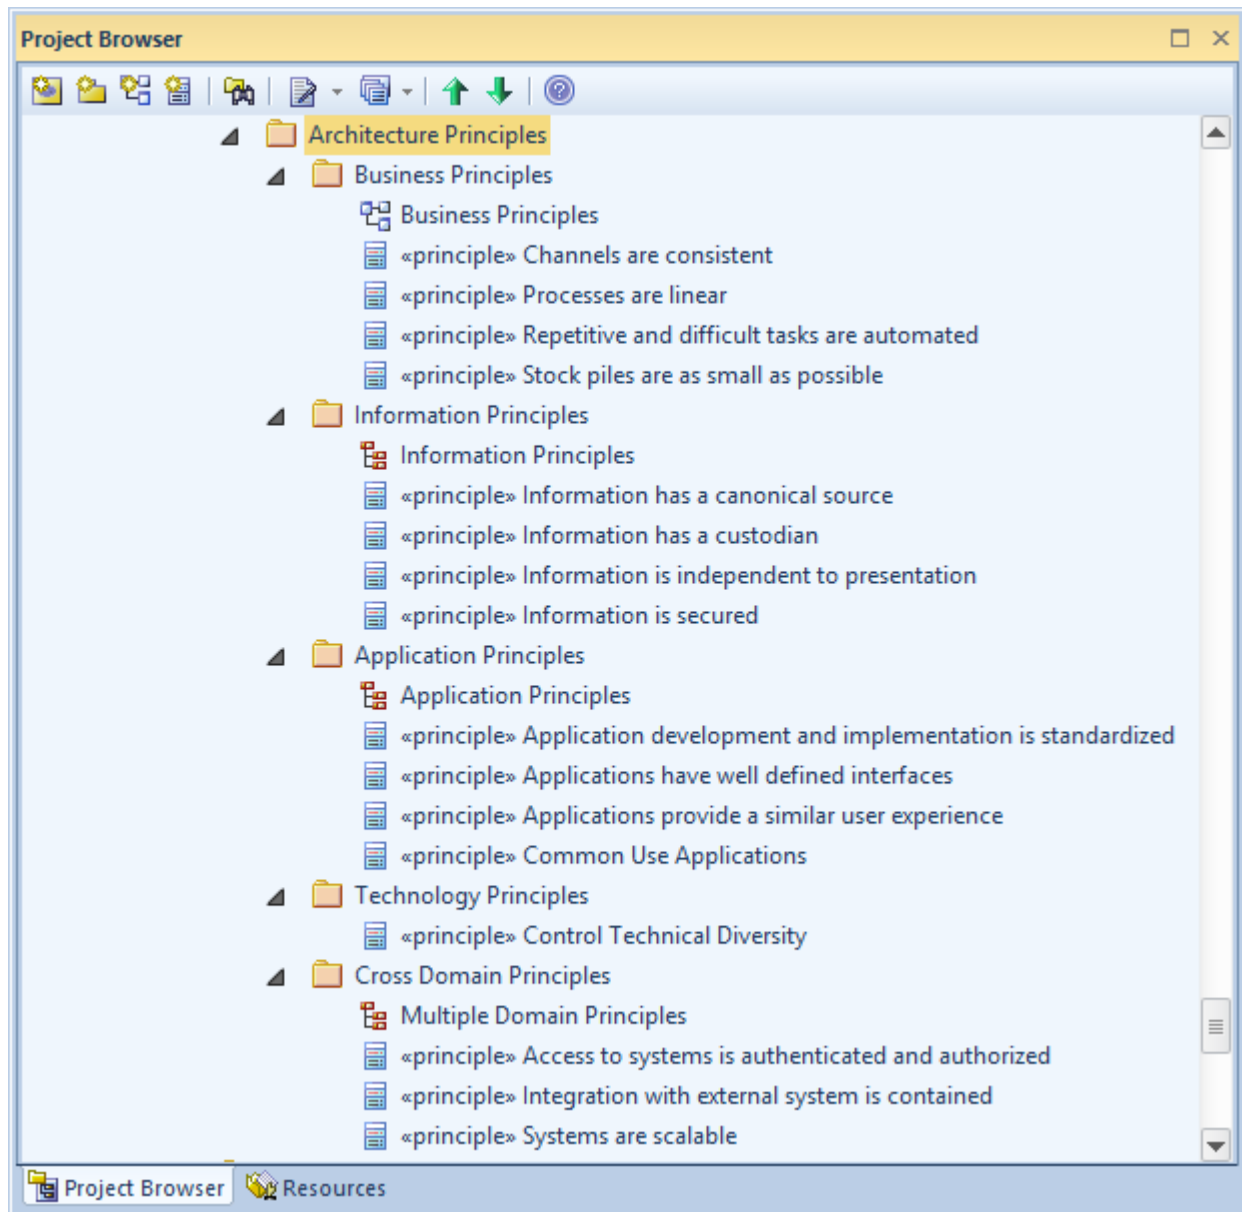 Project Browser
Architecture Principles
Business Principles
Business Principles
«principle» Channels are consistent
«principle» Processes are linear
«principle» Repetitive and difficult tasks are automated
«principle» Stock piles are as small as possible
Information Principles
Information Principles
«principle» Information has a canonical source
«principle» Information has a custodian
«principle» Information is independent to presentation
«principle» Information is secured
Application Principles
Application Principles
«principle» Application development and implementation is standardized
«principle» Applications have well defined interfaces
«principle» Applications provide a similar user experience
«principle» Common Use Applications
Technology Principles
«principle» Control Technical Diversity
Cross Domain Principles
Multiple Domain Principles
«principle» Access to systems is authenticated and authorized
«principle» Integration with external system is contained
«principle» Systems are scalable
Project Browser Resources